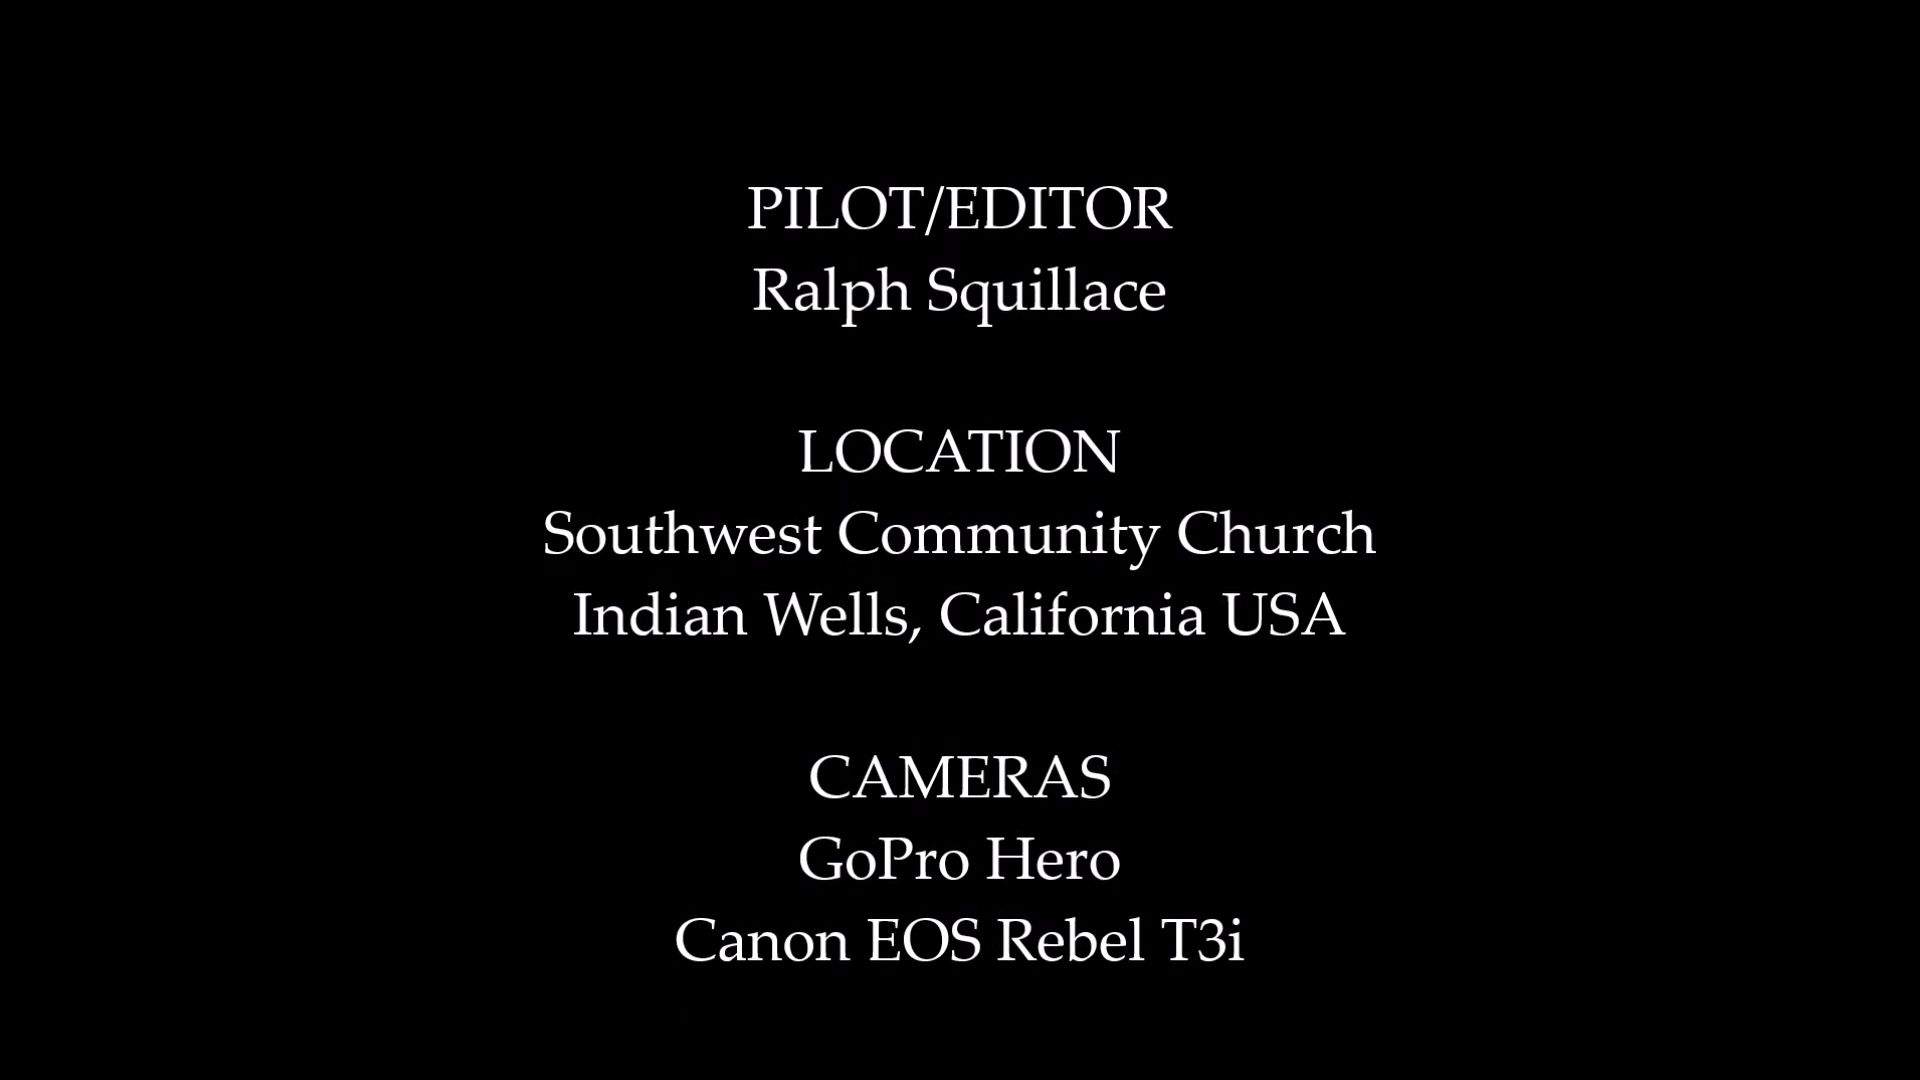 PILOT/EDITOR
Ralph Squillace
LOCATION
Southwest Community Church
Indian Wells, California USA
CAMERAS
GoPro Hero
Canon EOS Rebel T3i